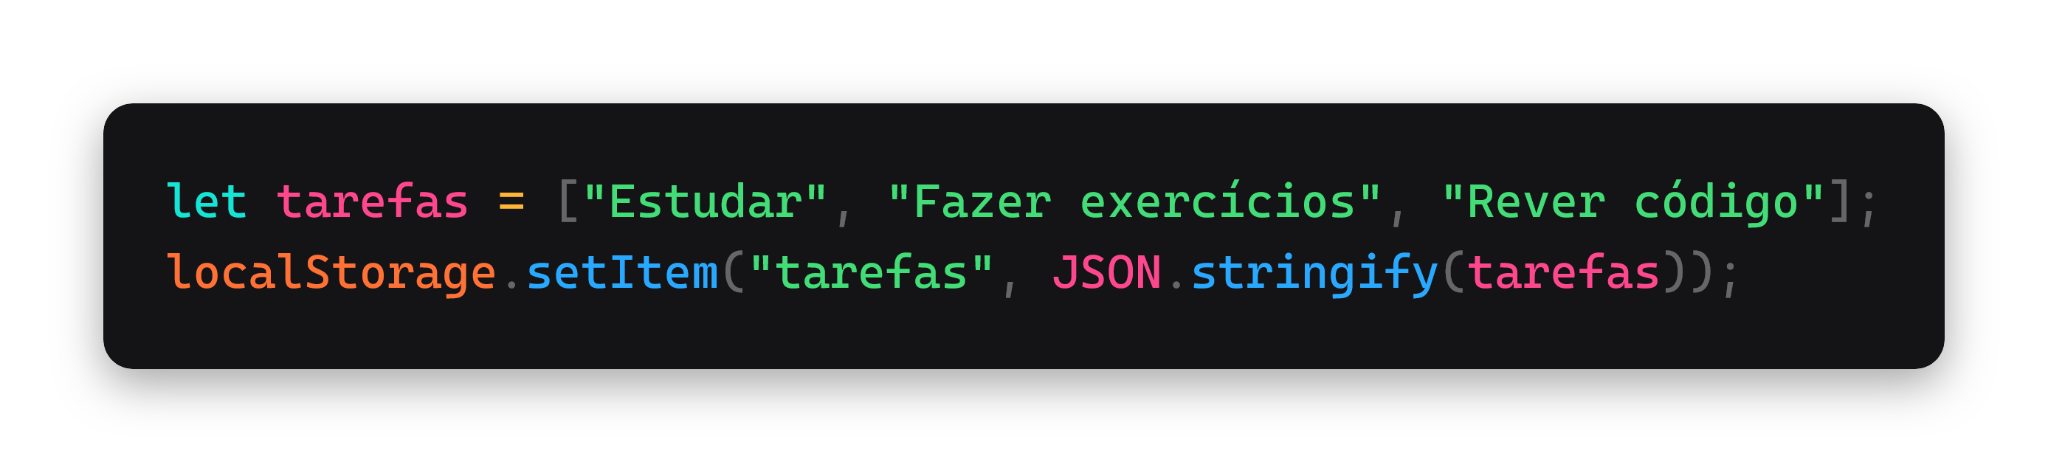 let tarefas = ["Estudar", "Fazer exercícios", "Rever código"];
localStorage.setItem("tarefas", JSON.stringify(tarefas));